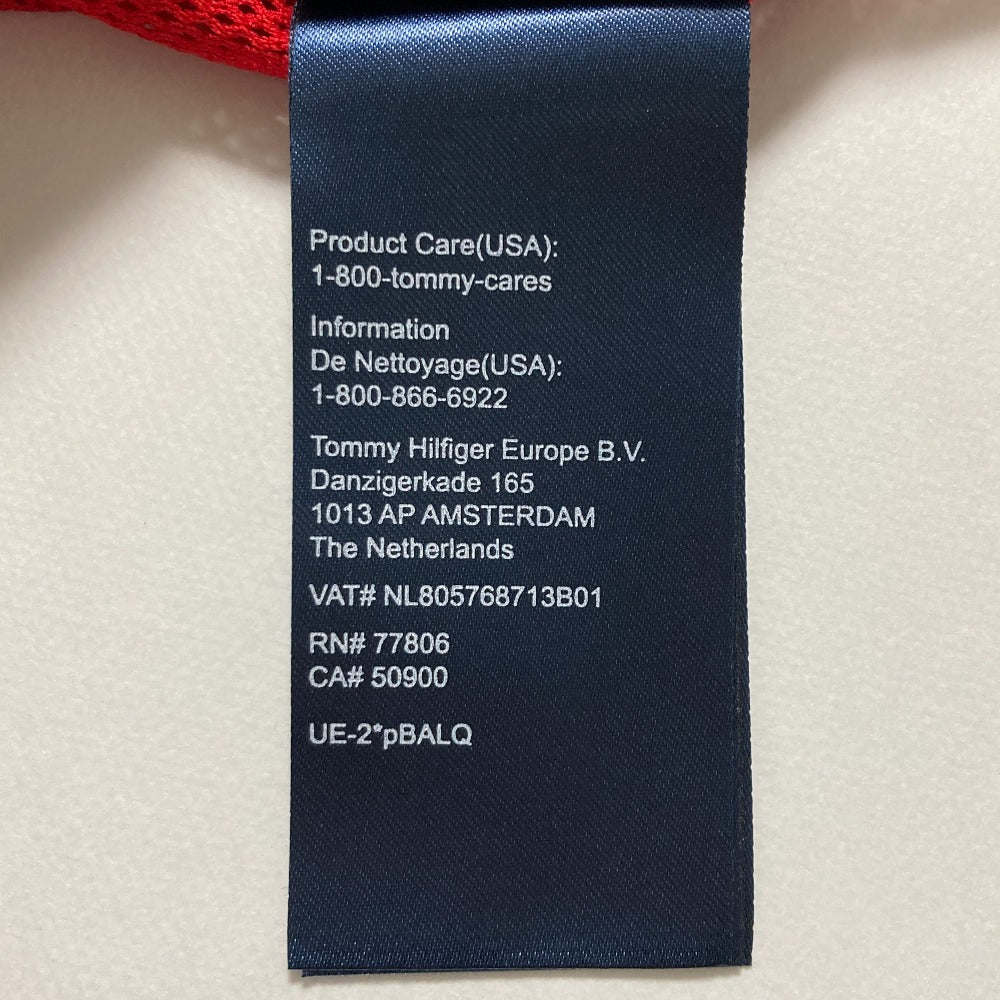 Product Care(USA):
1-800-tommy-cares
Information
De Nettoyage(USA):
1-800-866-6922
Tommy Hilfiger Europe B.V.
Danzigerkade 165
1013 AP AMSTERDAM
The Netherlands
VAT# NL805768713B01
RN# 77806
CA# 50900
UE-2*pBALQ